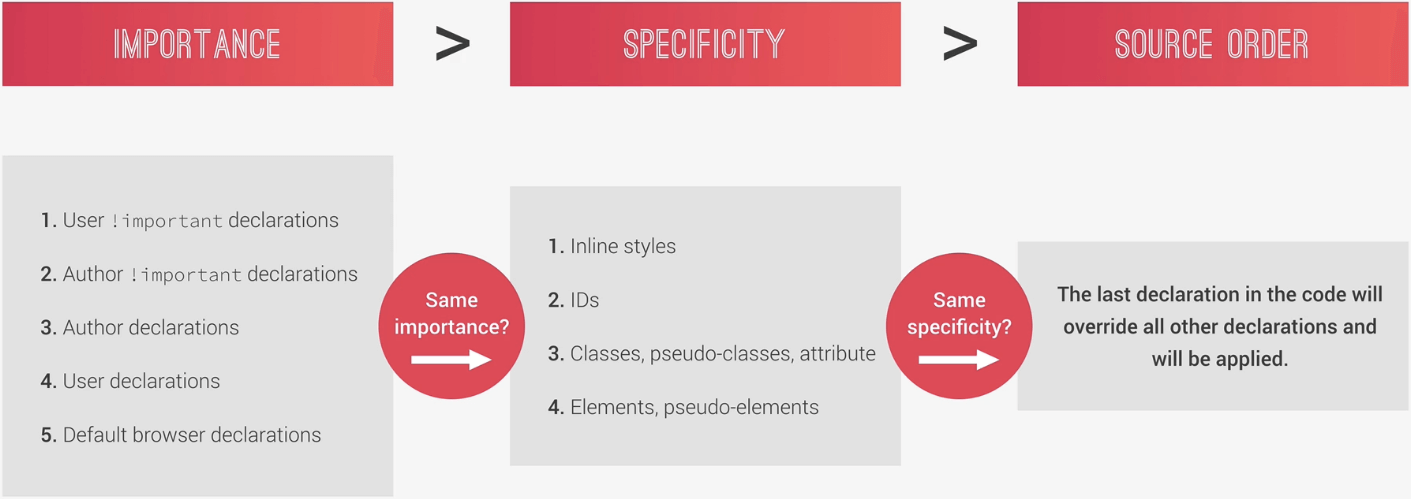 IMPORTANCE > SPECIFICITY > SOURCE ORDER
1. User !important declarations
2. Author !important declarations
3. Author declarations
4. User declarations
5. Default browser declarations
Same
importance?
1. Inline styles
2. IDs
3. Classes, pseudo-classes, attribute
4. Elements, pseudo-elements
Same
specificity?
The last declaration in the code will
override all other declarations and
will be applied.